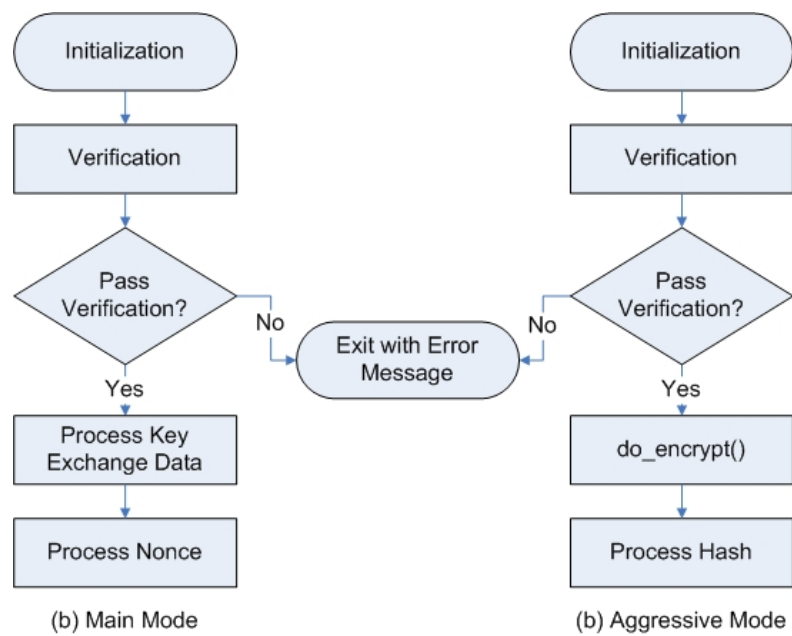 Initialization
Verification
Pass
Verification?
No
Yes
Process Key
Exchange Data
Process Nonce
(b) Main Mode
Exit with Error
Message
Initialization
Verification
Pass
Verification?
No
Yes
do_encrypt()
Process Hash
(b) Aggressive Mode